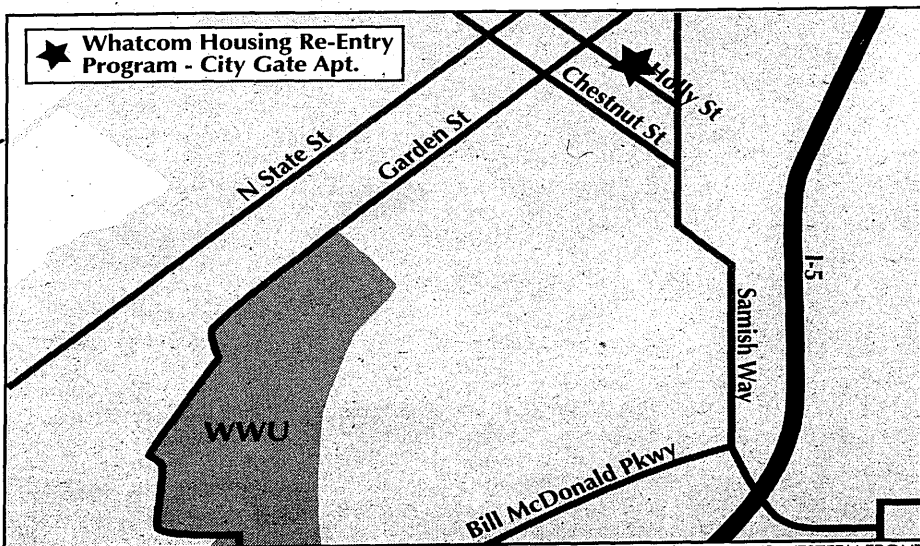 Whatcom Housing Re-Entry
Program - City Gate Apt.
Holly St
Chestnut St
N State St
Garden St
I-5
Samish Way
WWU
Bill McDonald Pkwy